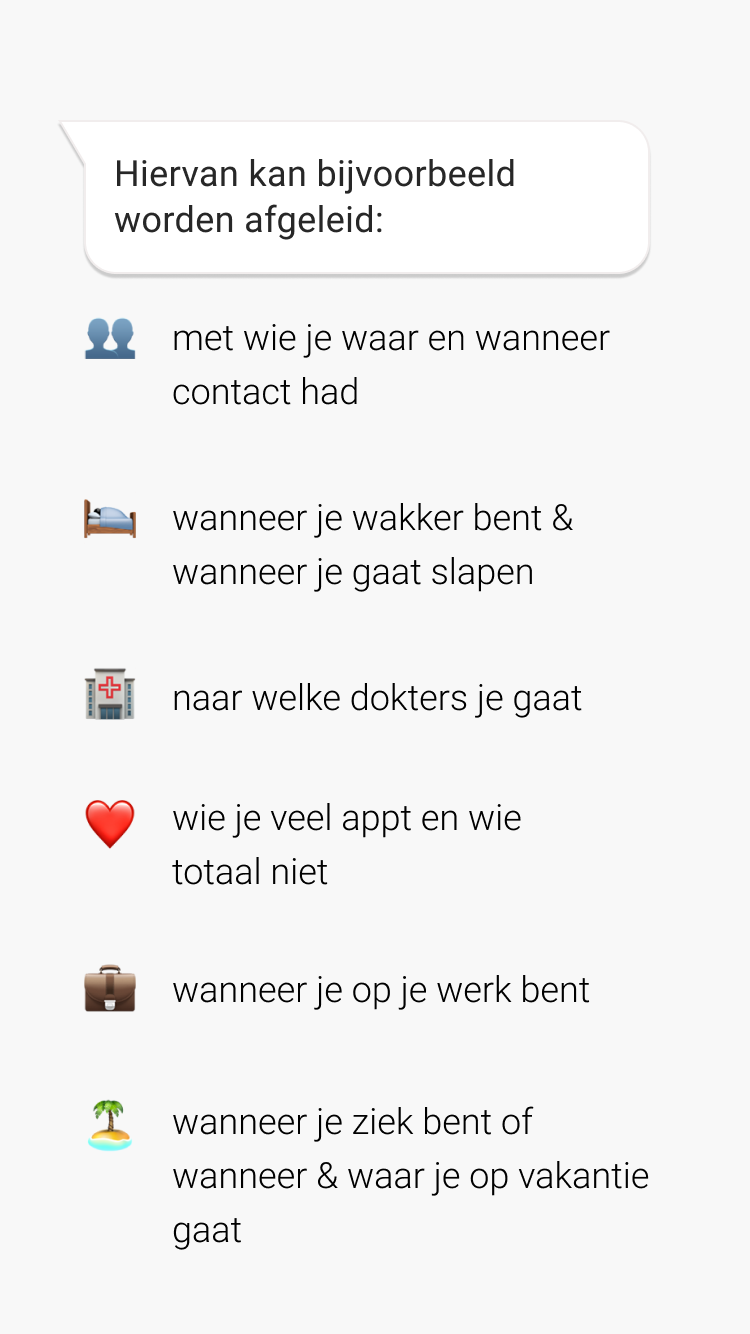 Hiervan kan bijvoorbeeld
worden afgeleid:
met wie je waar en wanneer
contact had
wanneer je wakker bent &
wanneer je gaat slapen
naar welke dokters je gaat
wie je veel appt en wie
totaal niet
wanneer je op je werk bent
wanneer je ziek bent of
wanneer & waar je op vakantie
gaat